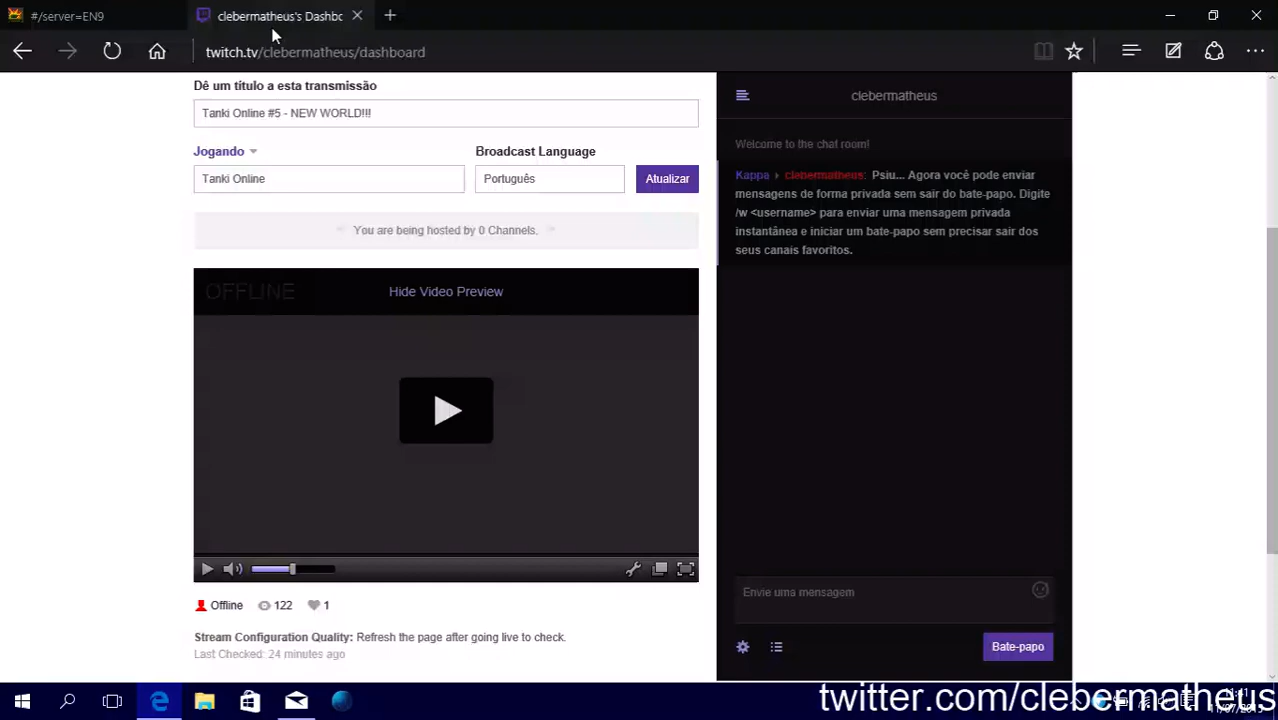 #/server=EN9
clebermatheus's Dashbo
twitch.tv/clebermatheus/dashboard
Dê um título a esta transmissão
Tanki Online #5 - NEW WORLD!!!
Jogando
Broadcast Language
Tanki Online
Português
Atualizar
You are being hosted by 0 Channels.
OFFLINE
Hide Video Preview
Offline
122
1
Stream Configuration Quality: Refresh the page after going live to check.
Last Checked: 24 minutes ago
clebermatheus
Welcome to the chat room!
Kappa clebermatheus: Psiu... Agora você pode enviar
mensagens de forma privada sem sair do bate-papo. Digite
/w <username> para enviar uma mensagem privada
instantânea e iniciar um bate-papo sem precisar sair dos
seus canais favoritos.
Envie uma mensagem
Bate-papo
twitter.com/clebermatheus